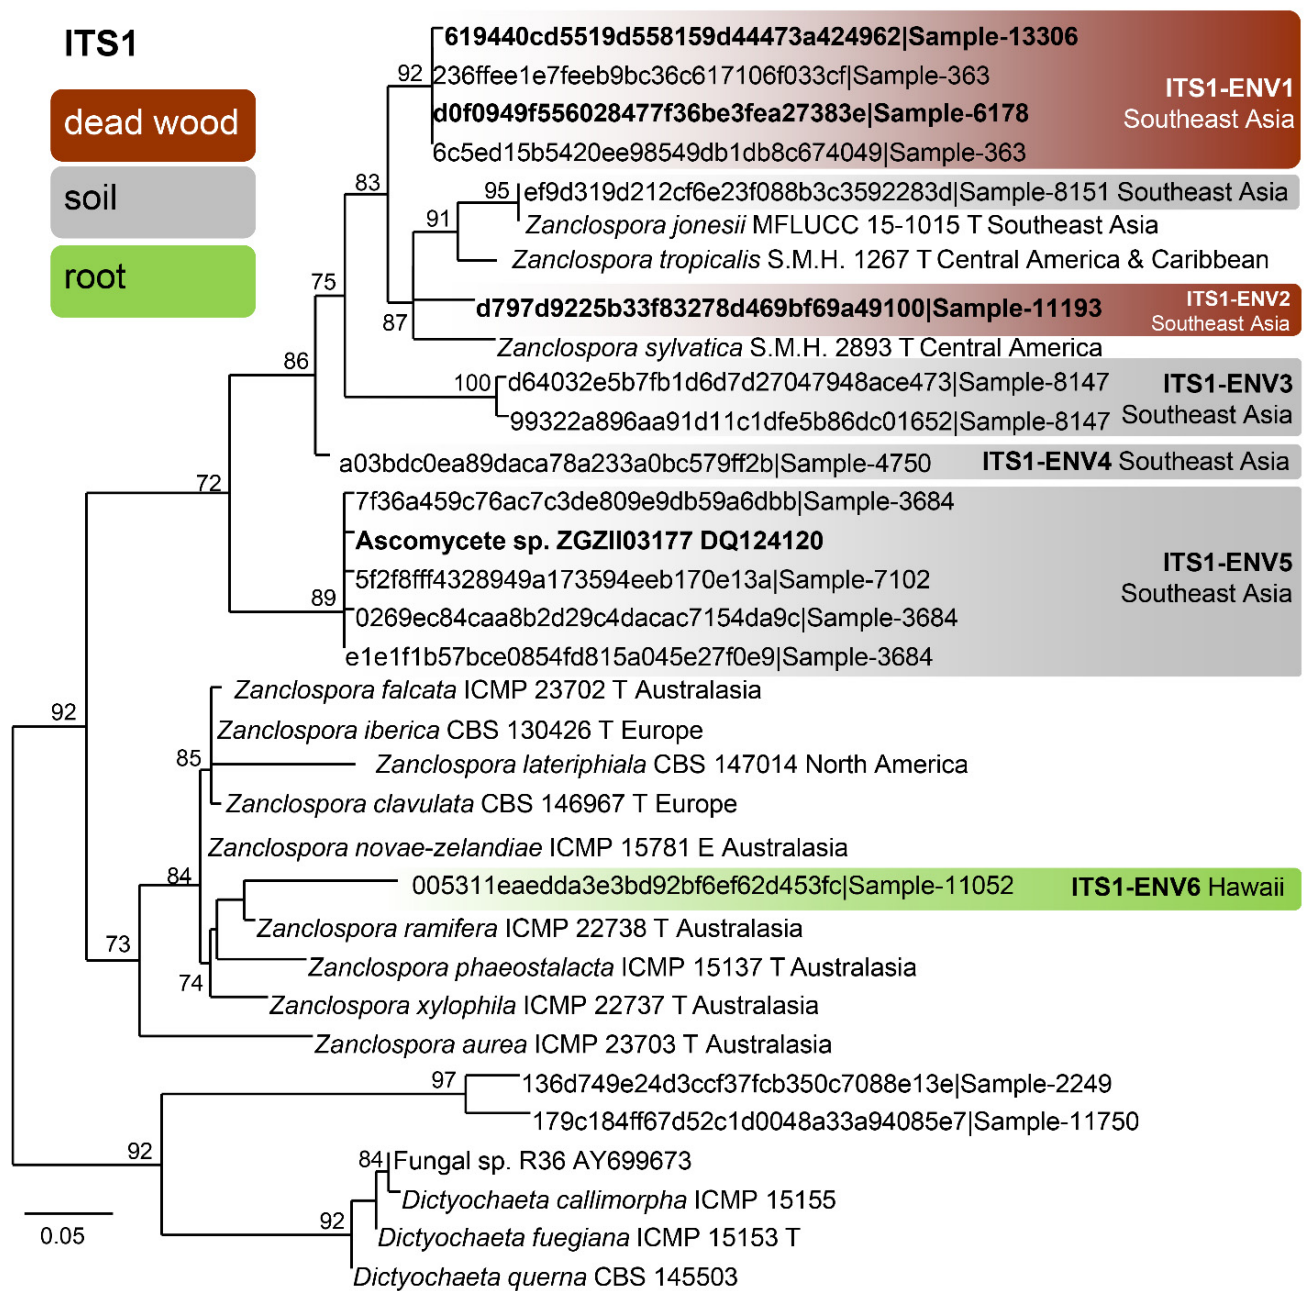 ITS1
dead wood
soil
root
92
619440cd5519d558159d44473a424962|Sample-13306
236ffee1e7feeb9bc36c617106f033cf|Sample-363
d0f0949f556028477f36be3fea27383e|Sample-6178
6c5ed15b5420ee98549db1db8c674049|Sample-363
ITS1-ENV1
Southeast Asia
83
95
ef9d319d212cf6e23f088b3c3592283d|Sample-8151 Southeast Asia
91
Zanclospora jonesii MFLUCC 15-1015 T Southeast Asia
Zanclospora tropicalis S.M.H. 1267 T Central America & Caribbean
75
d797d9225b33f83278d469bf69a49100|Sample-11193
ITS1-ENV2
Southeast Asia
87
Zanclospora sylvatica S.M.H. 2893 T Central America
86
100
d64032e5b7fb1d6d7d27047948ace473|Sample-8147
99322a896aa91d11c1dfe5b86dc01652|Sample-8147
ITS1-ENV3
Southeast Asia
a03bdc0ea89daca78a233a0bc579ff2b|Sample-4750
ITS1-ENV4 Southeast Asia
72
7f36a459c76ac7c3de809e9db59a6dbb|Sample-3684
Ascomycete sp. ZGZII03177 DQ124120
5f2f8fff4328949a173594eeb170e13a|Sample-7102
89
0269ec84caa8b2d29c4dacac7154da9c|Sample-3684
e1e1f1b57bce0854fd815a045e27f0e9|Sample-3684
ITS1-ENV5
Southeast Asia
92
Zanclospora falcata ICMP 23702 T Australasia
Zanclospora iberica CBS 130426 T Europe
85
Zanclospora lateriphiala CBS 147014 North America
Zanclospora clavulata CBS 146967 T Europe
Zanclospora novae-zelandiae ICMP 15781 E Australasia
84
005311eaedda3e3bd92bf6ef62d453fc|Sample-11052
ITS1-ENV6 Hawaii
Zanclospora ramifera ICMP 22738 T Australasia
73
Zanclospora phaeostalacta ICMP 15137 T Australasia
74
Zanclospora xylophila ICMP 22737 T Australasia
Zanclospora aurea ICMP 23703 T Australasia
97
136d749e24d3ccf37fcb350c7088e13e|Sample-2249
179c184ff67d52c1d0048a33a94085e7|Sample-11750
92
84
Fungal sp. R36 AY699673
Dictyochaeta callimorpha ICMP 15155
92
Dictyochaeta fuegiana ICMP 15153 T
Dictyochaeta querna CBS 145503
0.05